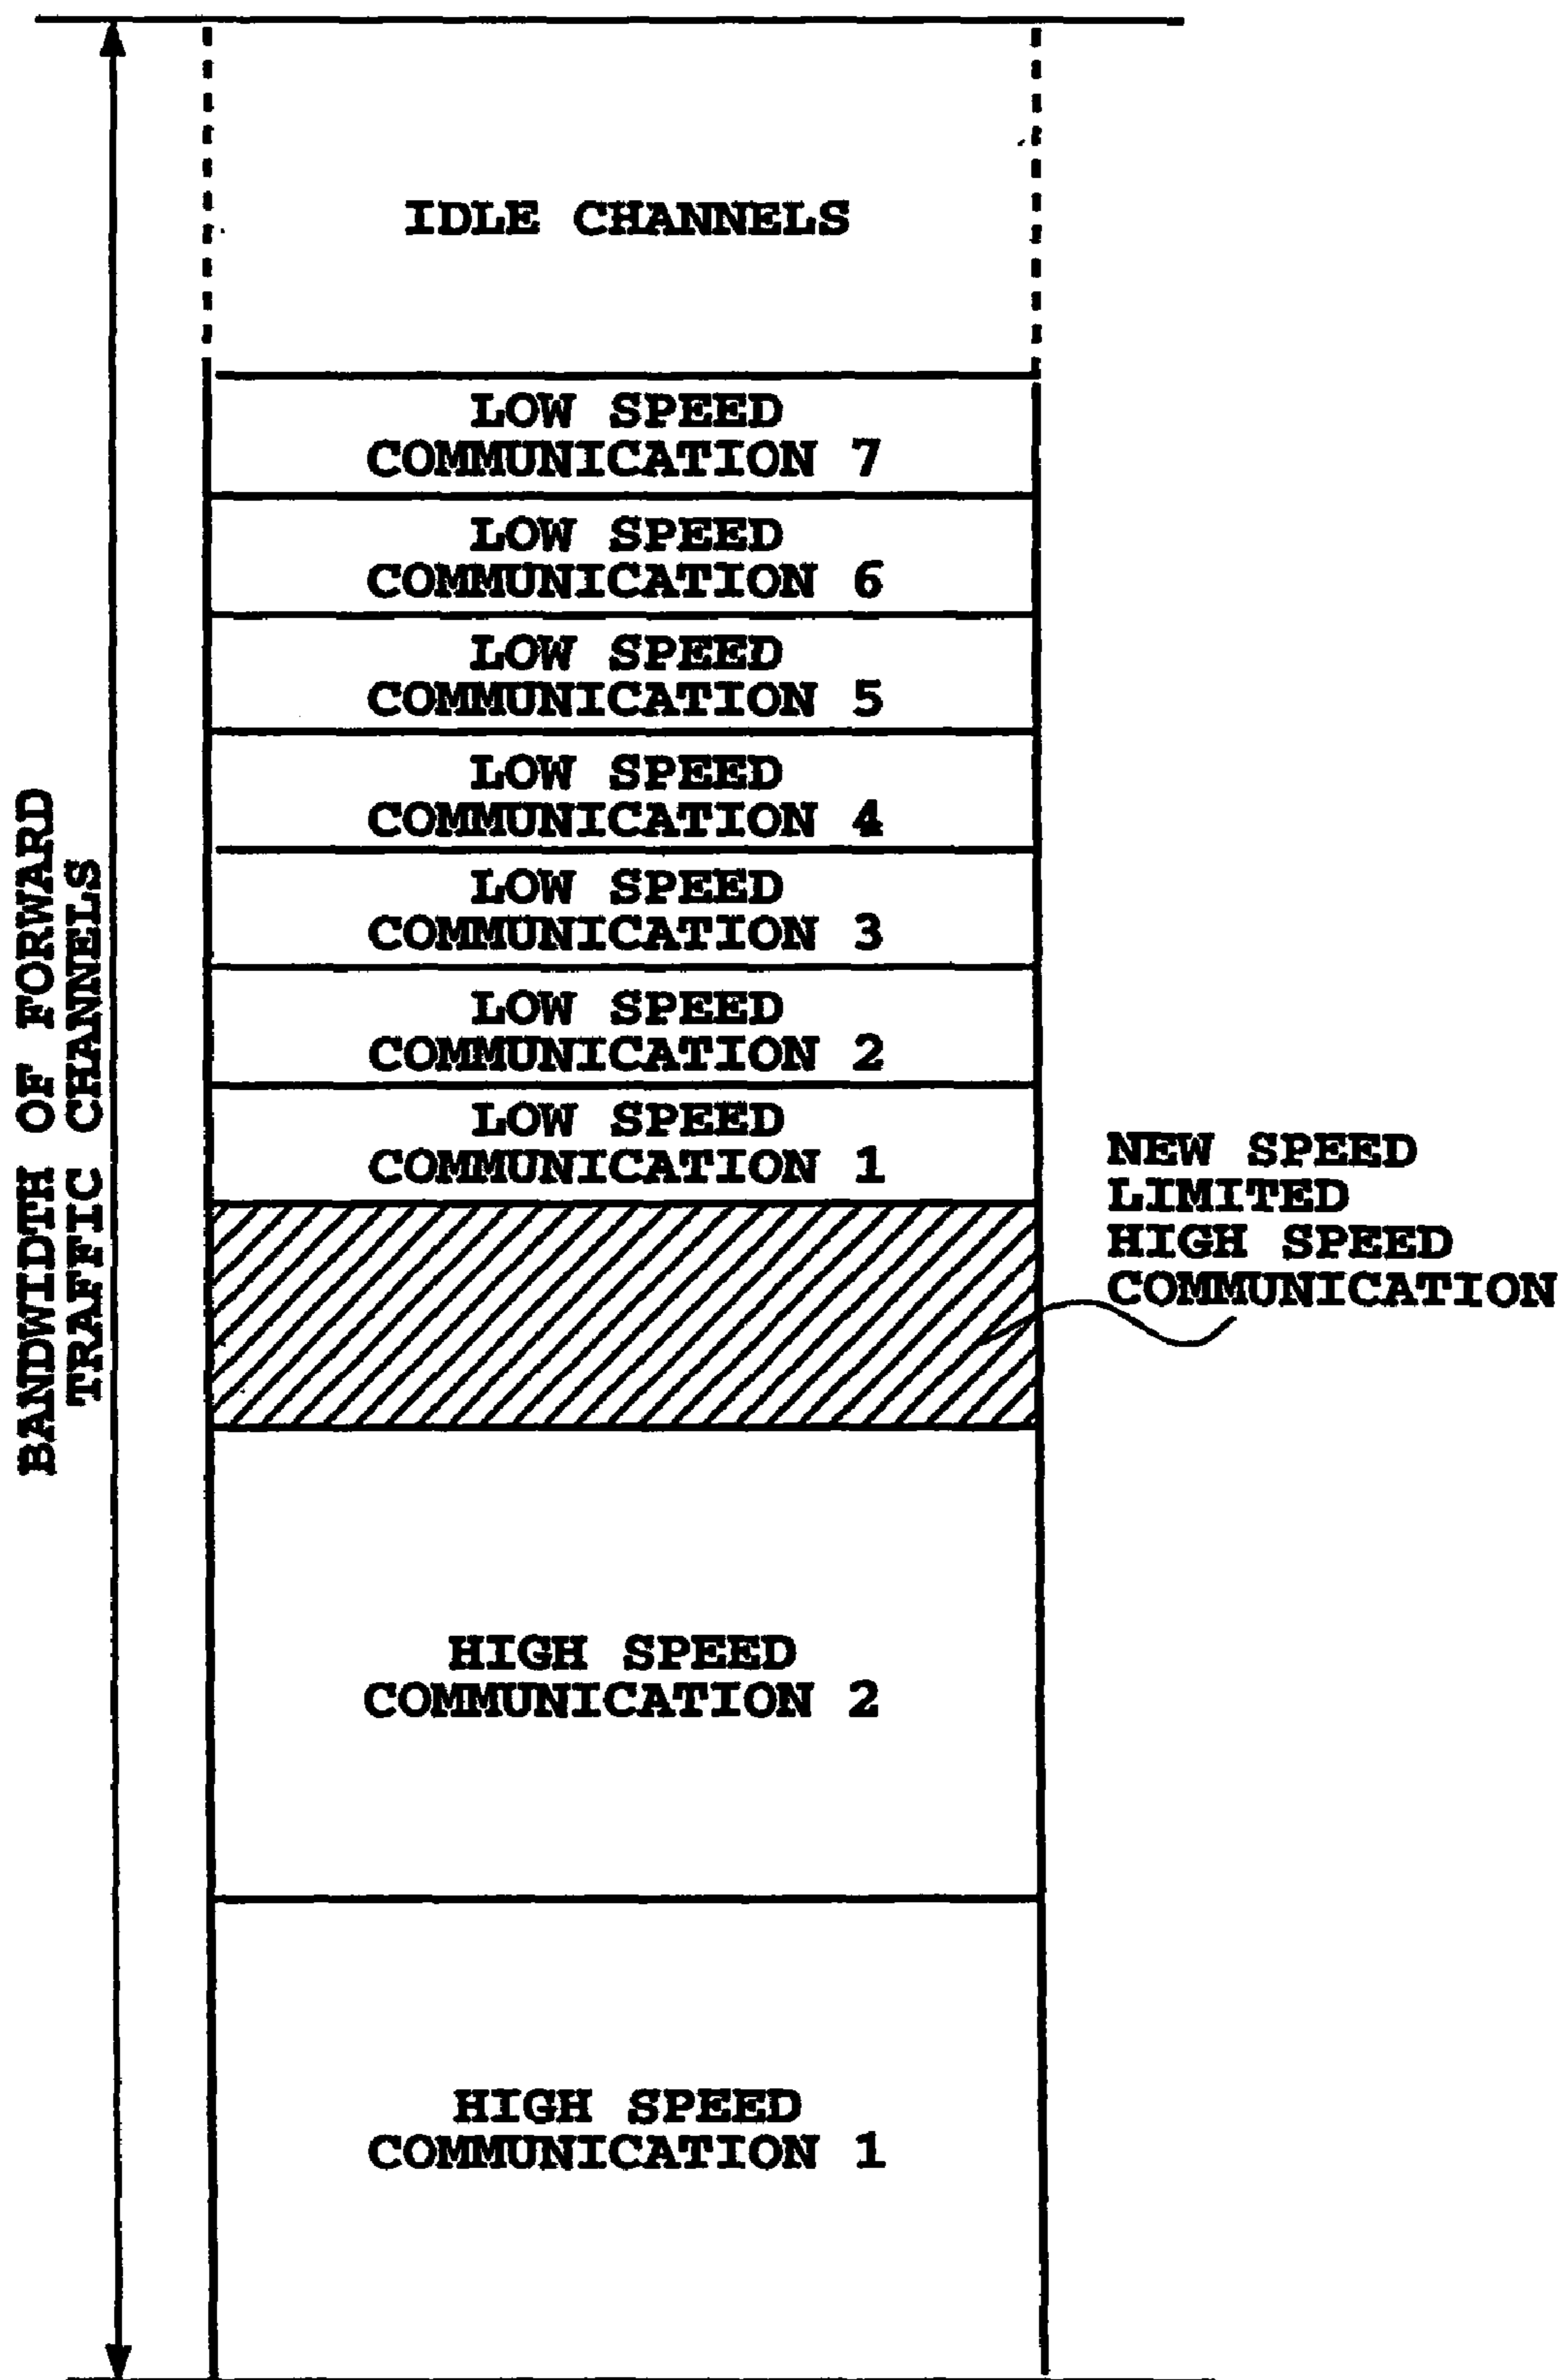 BANDWIDTH OF FORWARD
TRAFFIC CHANNELS
IDLE CHANNELS
LOW SPEED
COMMUNICATION 7
LOW SPEED
COMMUNICATION 6
LOW SPEED
COMMUNICATION 5
LOW SPEED
COMMUNICATION 4
LOW SPEED
COMMUNICATION 3
LOW SPEED
COMMUNICATION 2
LOW SPEED
COMMUNICATION 1
NEW SPEED
LIMITED
HIGH SPEED
COMMUNICATION
HIGH SPEED
COMMUNICATION 2
HIGH SPEED
COMMUNICATION 1